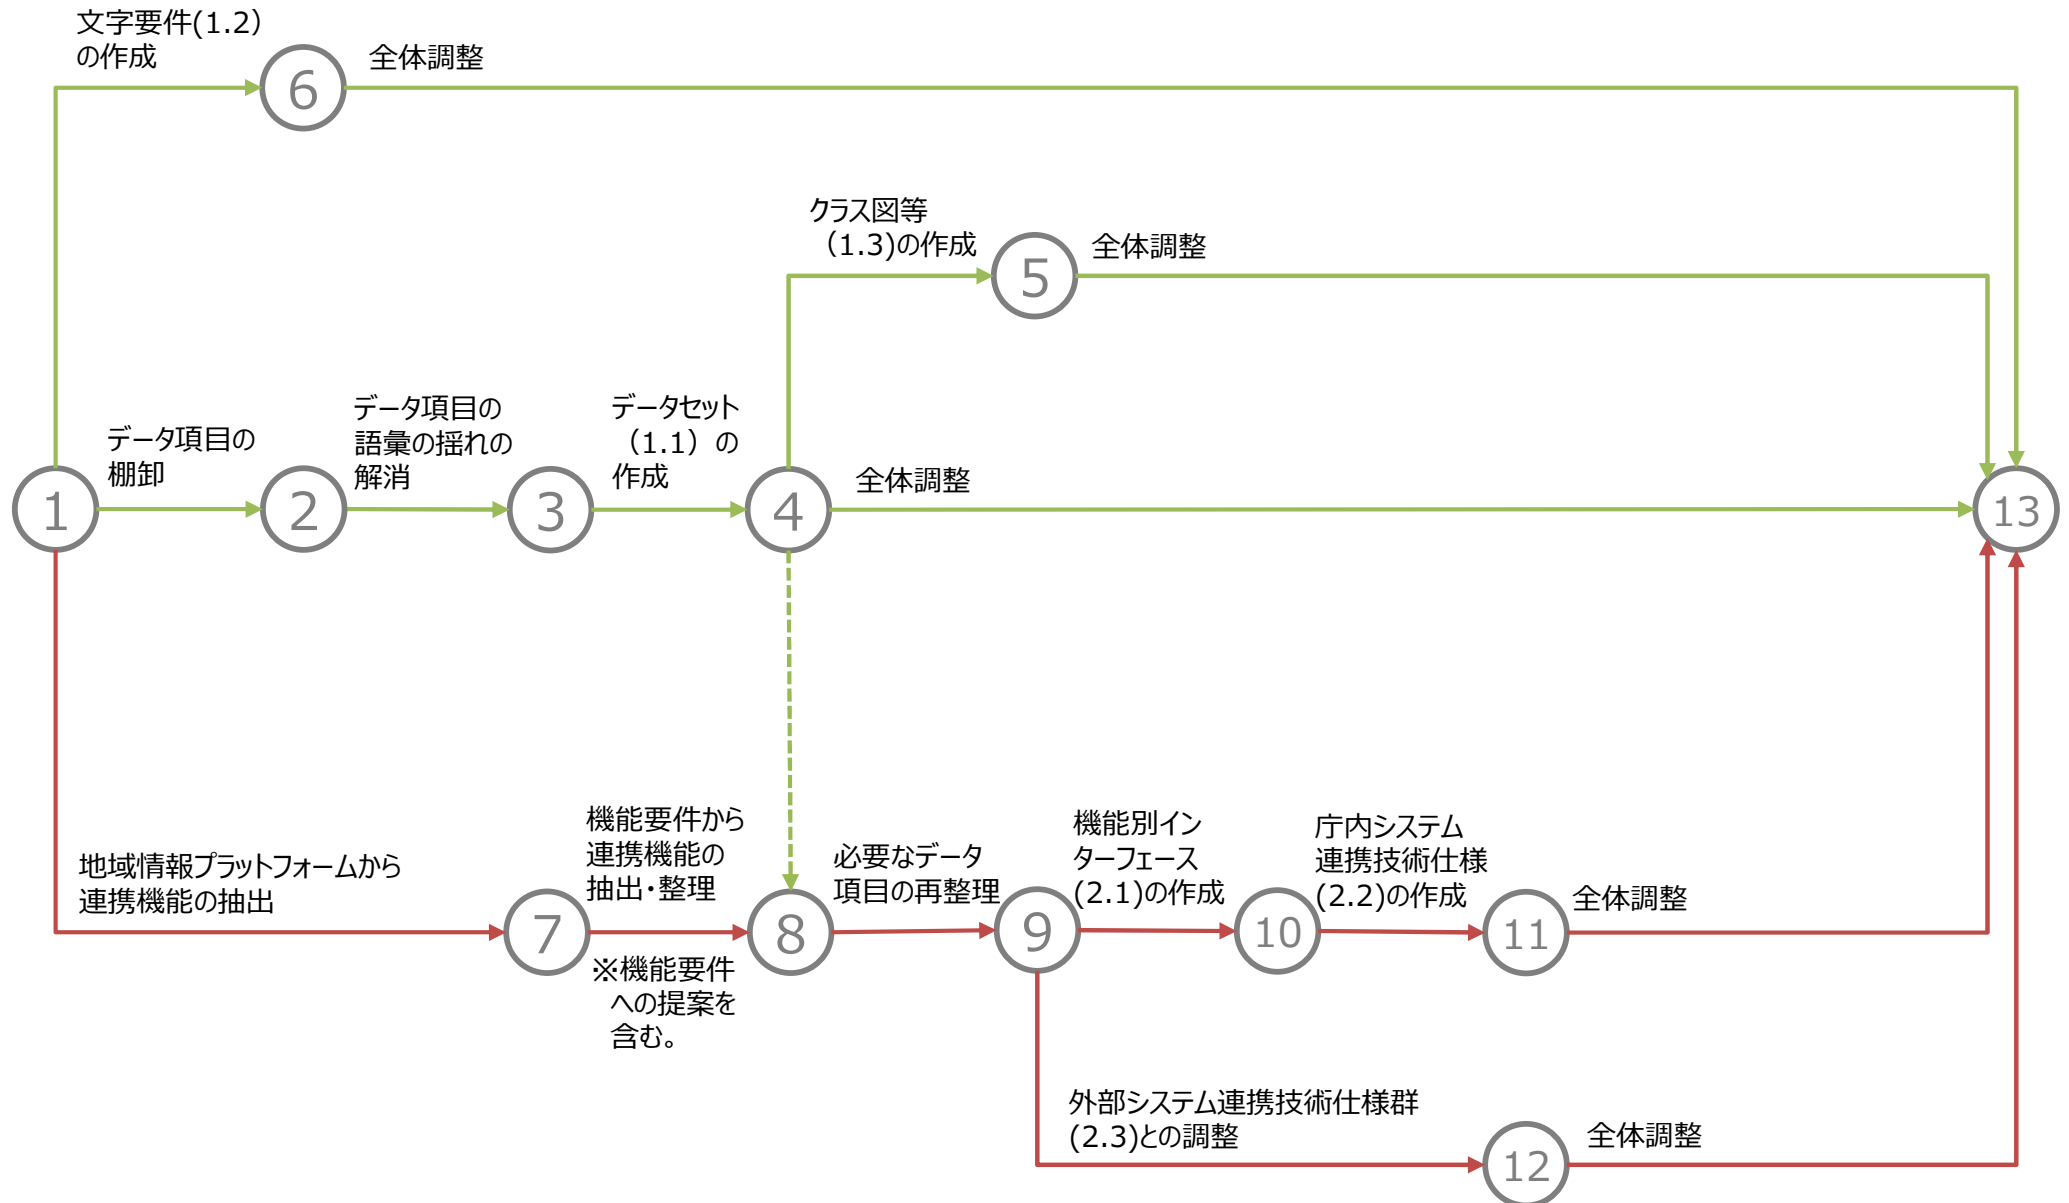 文字要件(1.2)
の作成
6
全体調整
クラス図等
（1.3)の作成
5
全体調整
データ項目の
棚卸
データ項目の
語彙の揺れの
解消
データセット
（1.1）の
作成
全体調整
1
2
3
4
13
地域情報プラットフォームから
連携機能の抽出
機能要件から
連携機能の
抽出・整理
※機能要件
への提案を
含む。
必要なデータ
項目の再整理
機能別イン
ターフェース
(2.1)の作成
庁内システム
連携技術仕様
(2.2)の作成
全体調整
7
8
9
10
11
外部システム連携技術仕様群
(2.3)との調整
12
全体調整